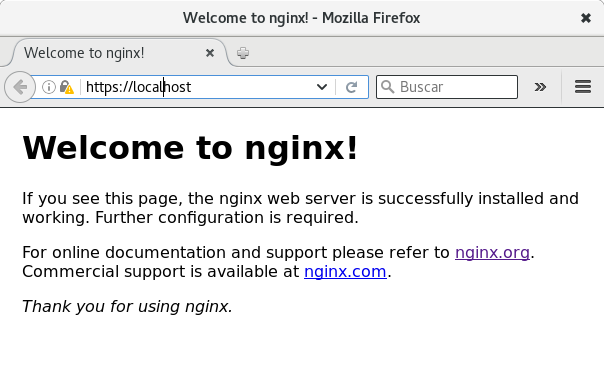 Welcome to nginx! - Mozilla Firefox
Welcome to nginx!
https://localhost
Buscar
Welcome to nginx!
If you see this page, the nginx web server is successfully installed and
working. Further configuration is required.
For online documentation and support please refer to nginx.org.
Commercial support is available at nginx.com.
Thank you for using nginx.